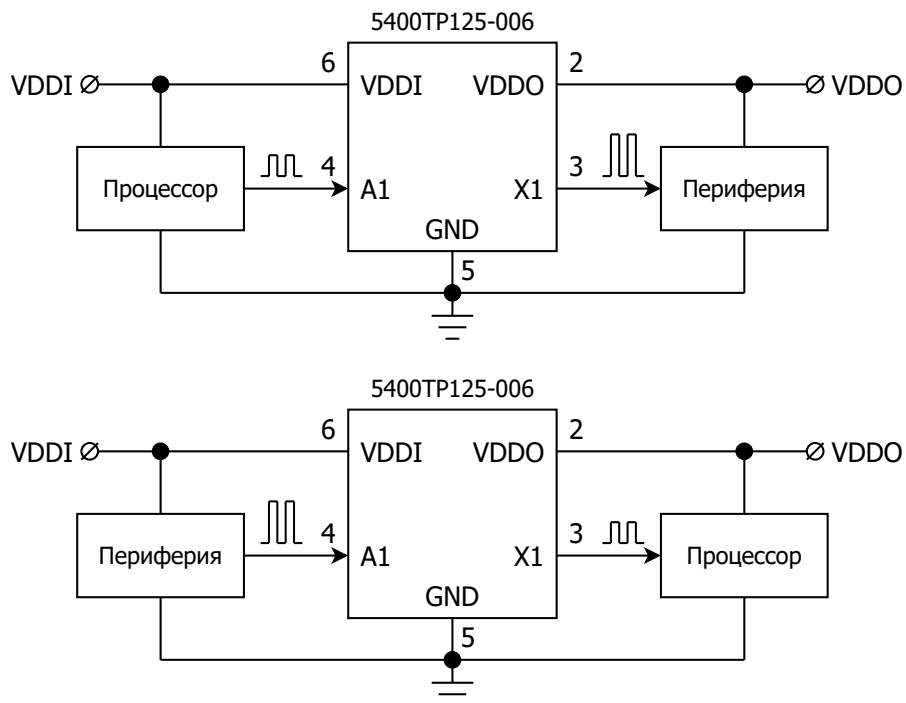 5400ТР125-006
6 2
VDDI VDDI VDDO VDDO
Процессор 4 A1 3 X1 Периферия
GND
5
5400ТР125-006
6 2
VDDI VDDI VDDO VDDO
Периферия 4 A1 3 X1 Процессор
GND
5